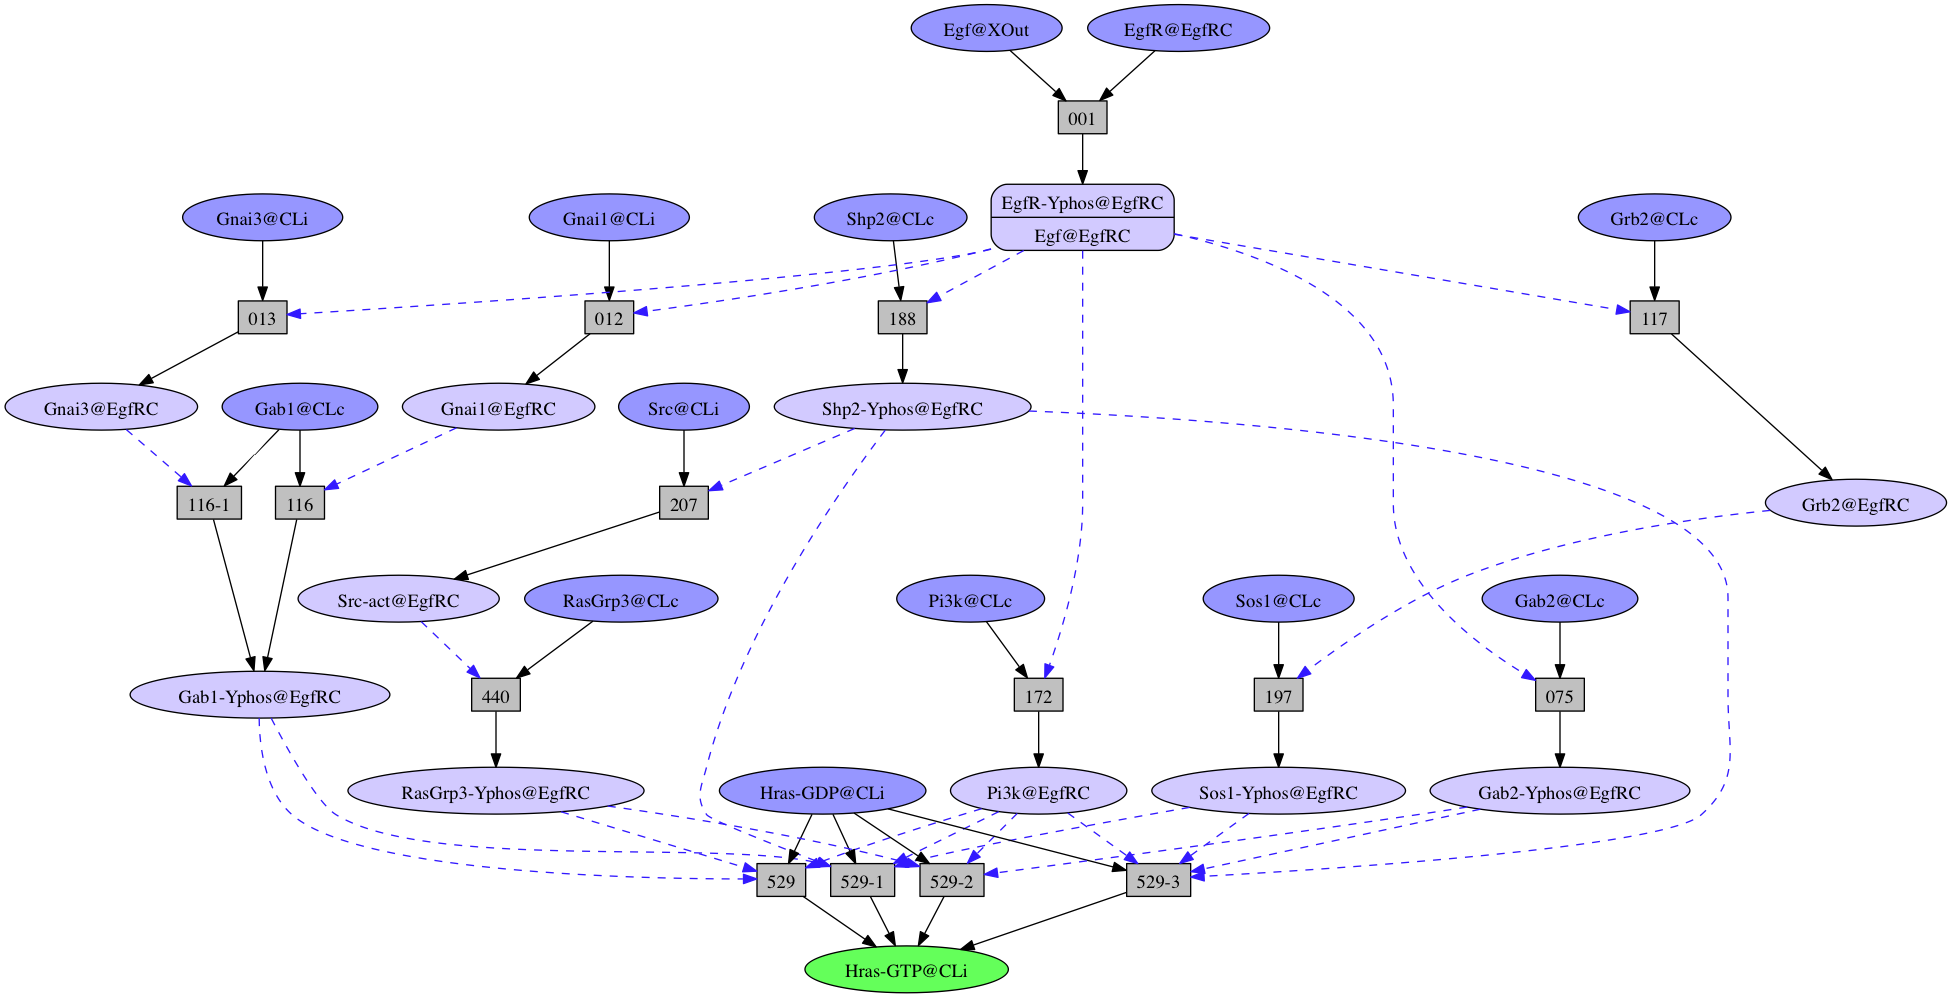 Egf@XOut
EgfR@EgfRC
001
Gnai3@CLi
Gnai1@CLi
Shp2@CLc
EgfR-Yphos@EgfRC
Egf@EgfRC
Grb2@CLc
013
012
188
117
Gnai3@EgfRC
Gab1@CLc
Gnai1@EgfRC
Src@CLi
Shp2-Yphos@EgfRC
116-1
116
207
Grb2@EgfRC
Src-act@EgfRC
RasGrp3@CLc
Pi3k@CLc
Sos1@CLc
Gab2@CLc
Gab1-Yphos@EgfRC
440
172
197
075
RasGrp3-Yphos@EgfRC
Hras-GDP@CLi
Pi3k@EgfRC
Sos1-Yphos@EgfRC
Gab2-Yphos@EgfRC
529
529-1
529-2
529-3
Hras-GTP@CLi